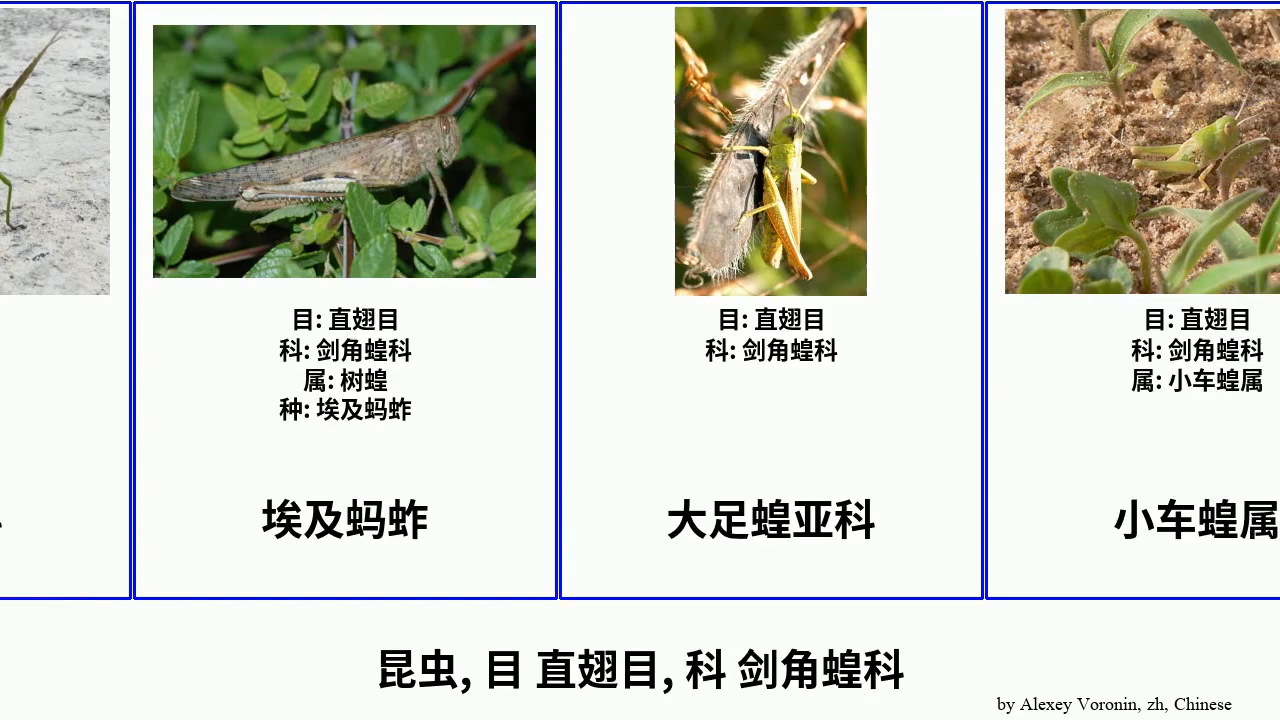 目: 直翅目
科: 剑角蝗科
属: 树蝗
种: 埃及蚂蚱
埃及蚂蚱
目: 直翅目
科: 剑角蝗科
大足蝗亚科
目: 直翅目
科: 剑角蝗科
属: 小车蝗属
小车蝗属
昆虫, 目 直翅目, 科 剑角蝗科
by Alexey Voronin, zh, Chinese